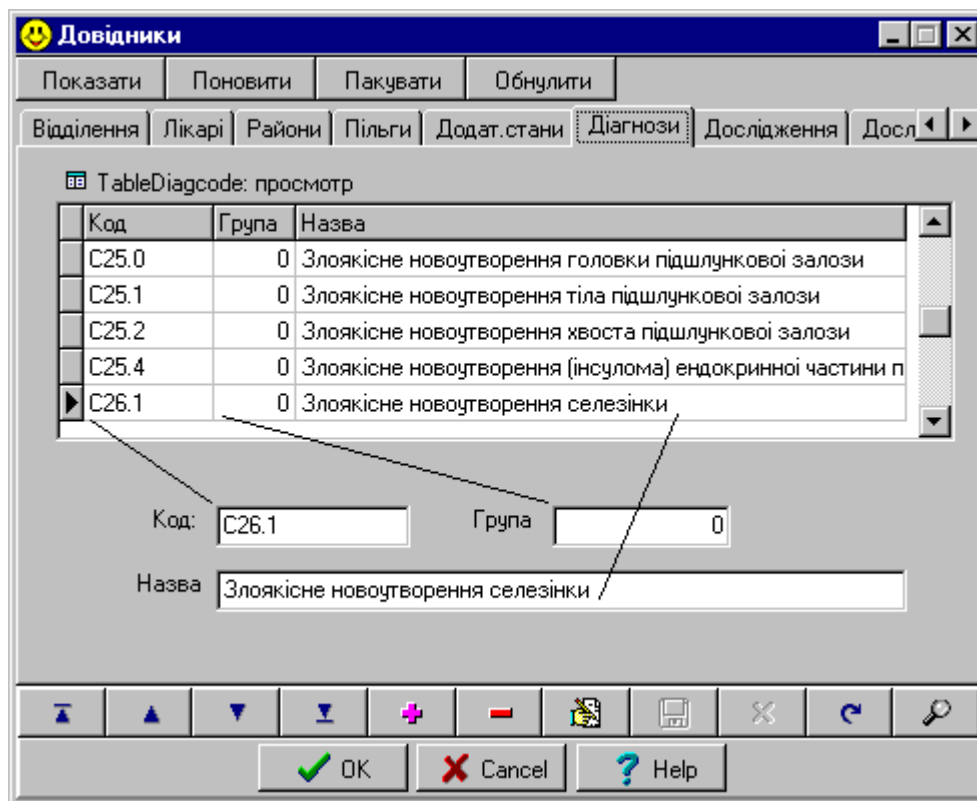 Довідники
Показати Поновити Пакувати Обнулити
Відділення Лікарі Райони Пільги Додат.стани Діагнози Дослідження Досл
TableDiagcode: просмотр
Код Група Назва
C25.0 0 Злоякісне новоутворення головки підшлункової залози
C25.1 0 Злоякісне новоутворення тіла підшлункової залози
C25.2 0 Злоякісне новоутворення хвоста підшлункової залози
C25.4 0 Злоякісне новоутворення (інсулома) ендокринної частини п
C26.1 0 Злоякісне новоутворення селезінки
Код: C26.1 Група 0
Назва Злоякісне новоутворення селезінки
OK Cancel Help